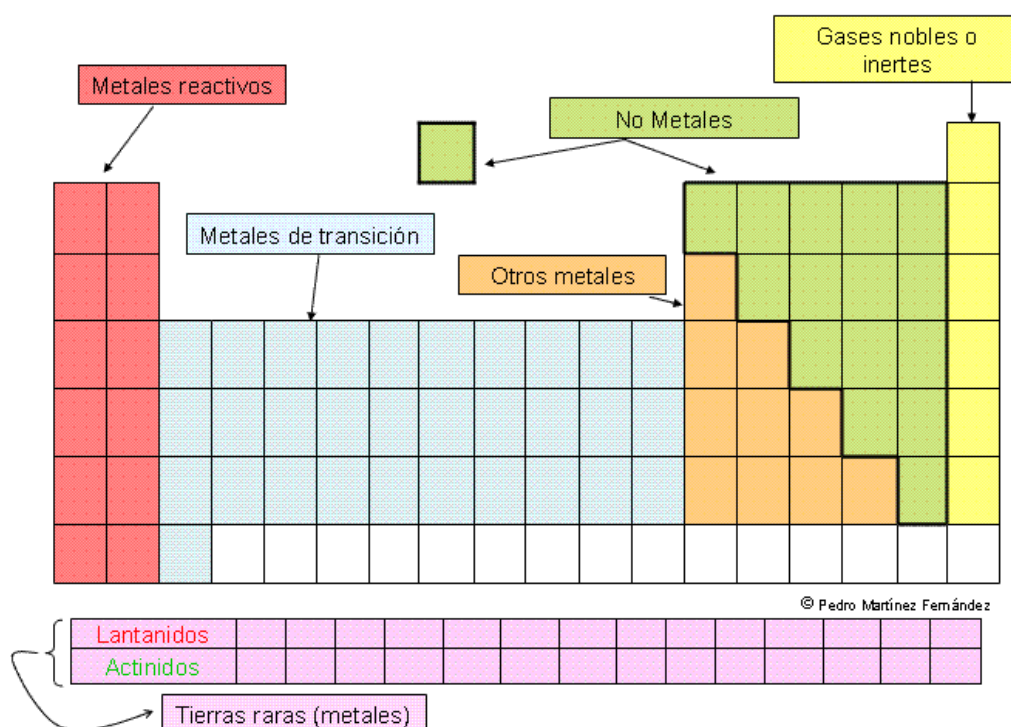 Gases nobles o
inertes
Metales reactivos
No Metales
Metales de transición
Otros metales
© Pedro Martínez Fernández
Lantanidos
Actinidos
Tierras raras (metales)